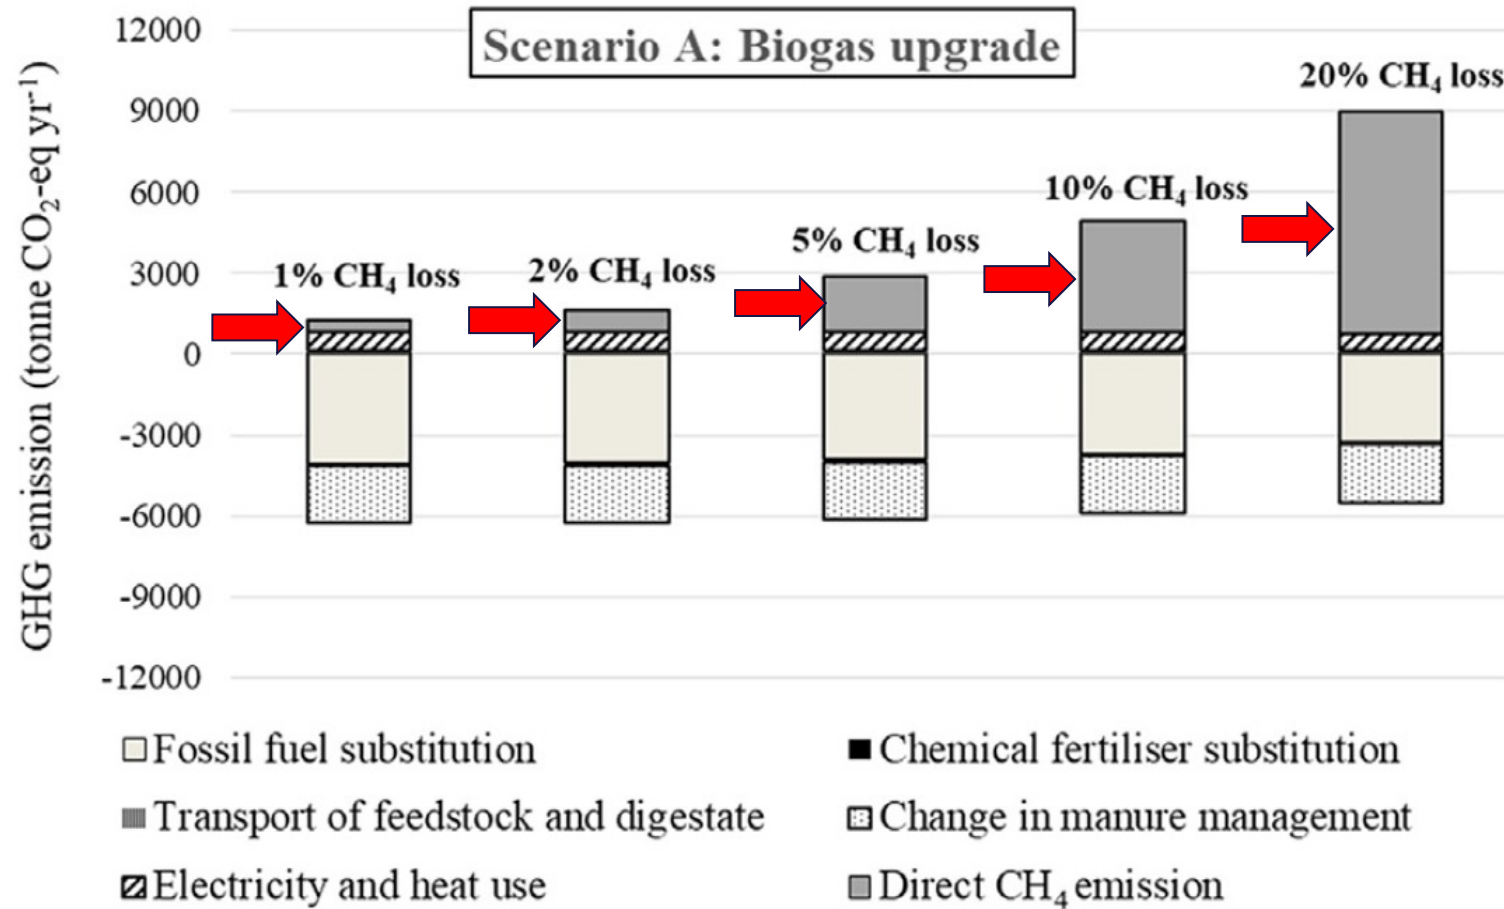 Scenario A: Biogas upgrade
GHG emission (tonne CO₂-eq yr⁻¹)
12000
9000
6000
3000
0
-3000
-6000
-9000
-12000
1% CH₄ loss
2% CH₄ loss
5% CH₄ loss
10% CH₄ loss
20% CH₄ loss
Fossil fuel substitution
Chemical fertiliser substitution
Transport of feedstock and digestate
Change in manure management
Electricity and heat use
Direct CH₄ emission